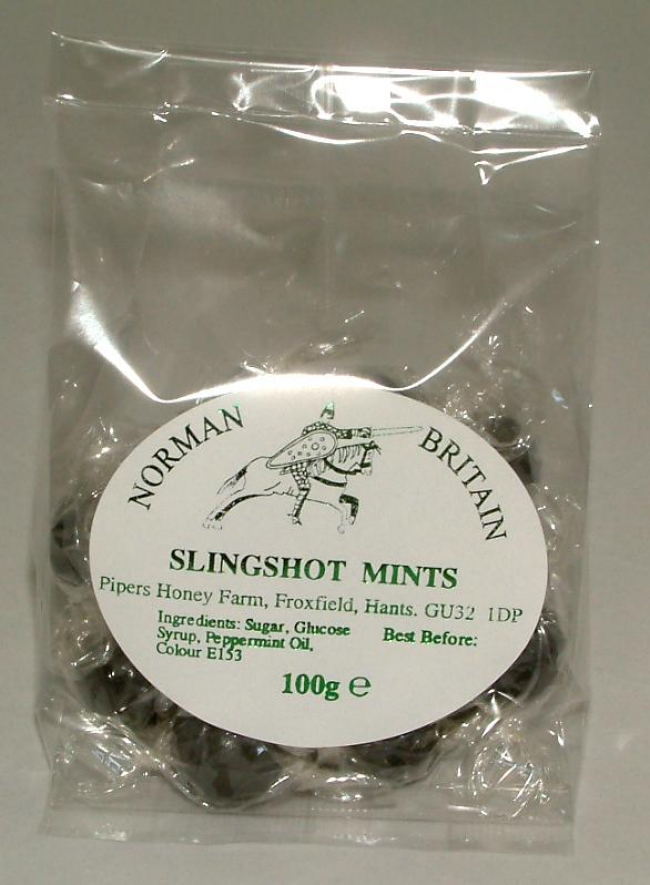 NORMAN BRITAIN
SLINGSHOT MINTS
Pipers Honey Farm, Froxfield, Hants. GU32 1DP
Ingredients: Sugar, Glucose
Syrup, Peppermint Oil,
Colour E153
Best Before:
100g ℮